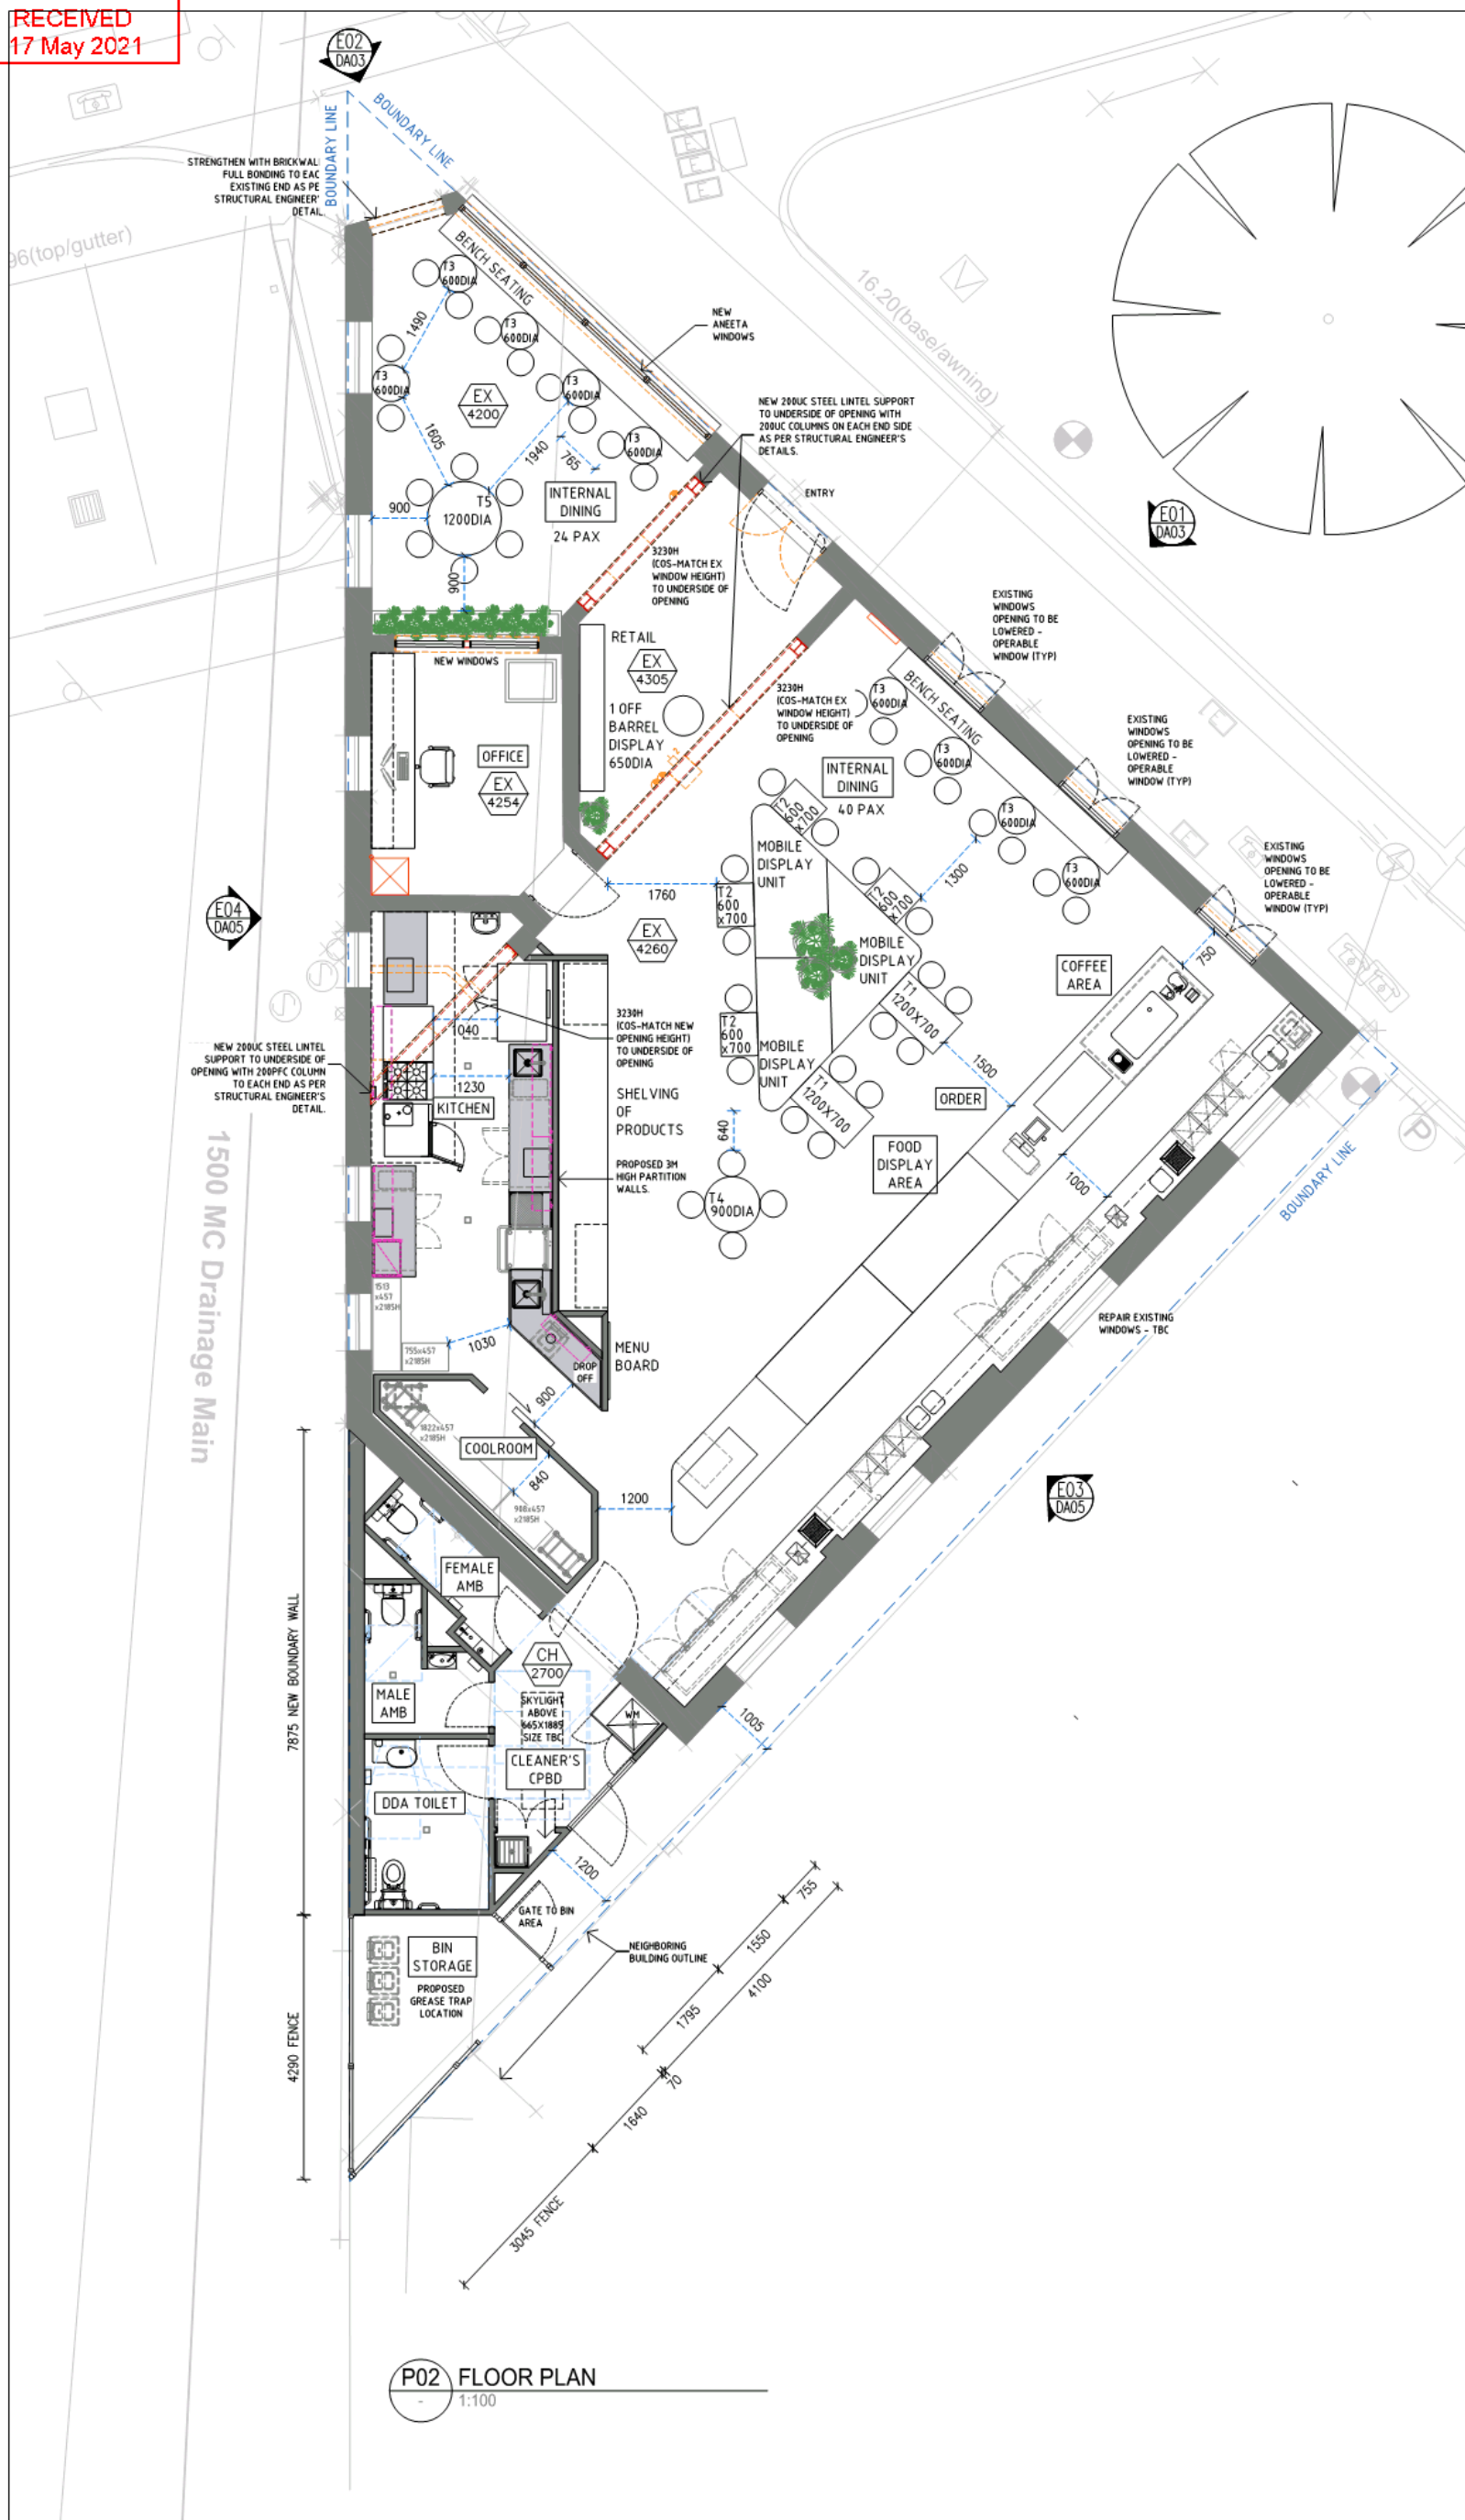 RECEIVED
17 May 2021
E02
DA03
BOUNDARY LINE
BOUNDARY LINE
STRENGTHEN WITH BRICKWAL
FULL BONDING TO EAC
EXISTING END AS PE
STRUCTURAL ENGINEER'
DETAIL.
96(top/gutter)
BENCH SEATING
T3
600DIA
T3
600DIA
T3
600DIA
T3
600DIA
T3
600DIA
1490
EX
4200
1605
1940
765
NEW
ANEETA
WINDOWS
16.20(base/awning)
NEW 200UC STEEL LINTEL SUPPORT
TO UNDERSIDE OF OPENING WITH
200UC COLUMNS ON EACH END SIDE
AS PER STRUCTURAL ENGINEER'S
DETAILS.
900
T5
1200DIA
INTERNAL
DINING
24 PAX
900
ENTRY
E01
DA03
3230H
(COS-MATCH EX
WINDOW HEIGHT)
TO UNDERSIDE OF
OPENING
NEW WINDOWS
RETAIL
EX
4305
1 OFF
BARREL
DISPLAY
650DIA
EXISTING
WINDOWS
OPENING TO BE
LOWERED -
OPERABLE
WINDOW (TYP)
3230H
(COS-MATCH EX
WINDOW HEIGHT)
TO UNDERSIDE OF
OPENING
T3
600DIA
BENCH SEATING
T3
600DIA
T3
600DIA
T3
600DIA
EXISTING
WINDOWS
OPENING TO BE
LOWERED -
OPERABLE
WINDOW (TYP)
OFFICE
EX
4254
INTERNAL
DINING
40 PAX
T2
600
x700
MOBILE
DISPLAY
UNIT
EXISTING
WINDOWS
OPENING TO BE
LOWERED -
OPERABLE
WINDOW (TYP)
1760
T2
600
x700
T2
600
x700
1300
E04
DA05
EX
4260
MOBILE
DISPLAY
UNIT
COFFEE
AREA
750
1040
3230H
(COS-MATCH NEW
OPENING HEIGHT)
TO UNDERSIDE OF
OPENING
T2
600
x700
MOBILE
DISPLAY
UNIT
T1
1200X700
T1
1200X700
1500
NEW 200UC STEEL LINTEL
SUPPORT TO UNDERSIDE OF
OPENING WITH 200PFC COLUMN
TO EACH END AS PER
STRUCTURAL ENGINEER'S
DETAIL.
1230
KITCHEN
SHELVING
OF
PRODUCTS
ORDER
640
FOOD
DISPLAY
AREA
PROPOSED 3M
HIGH PARTITION
WALLS.
T4
900DIA
1000
BOUNDARY LINE
P
1500 MC Drainage Main
1513
x457
x2185H
755x457
x2185H
1030
DROP
OFF
MENU
BOARD
REPAIR EXISTING
WINDOWS - TBC
900
1822x457
x2185H
COOLROOM
840
908x457
x2185H
1200
E03
DA05
FEMALE
AMB
7875 NEW BOUNDARY WALL
CH
2700
MALE
AMB
SKYLIGHT
ABOVE
665X1885
SIZE TBC
WM
1005
CLEANER'S
CPBD
DDA TOILET
1200
GATE TO BIN
AREA
BIN
STORAGE
PROPOSED
GREASE TRAP
LOCATION
NEIGHBORING
BUILDING OUTLINE
4290 FENCE
755
1550
4100
1795
70
1640
3045 FENCE
P02 FLOOR PLAN
-
1:100